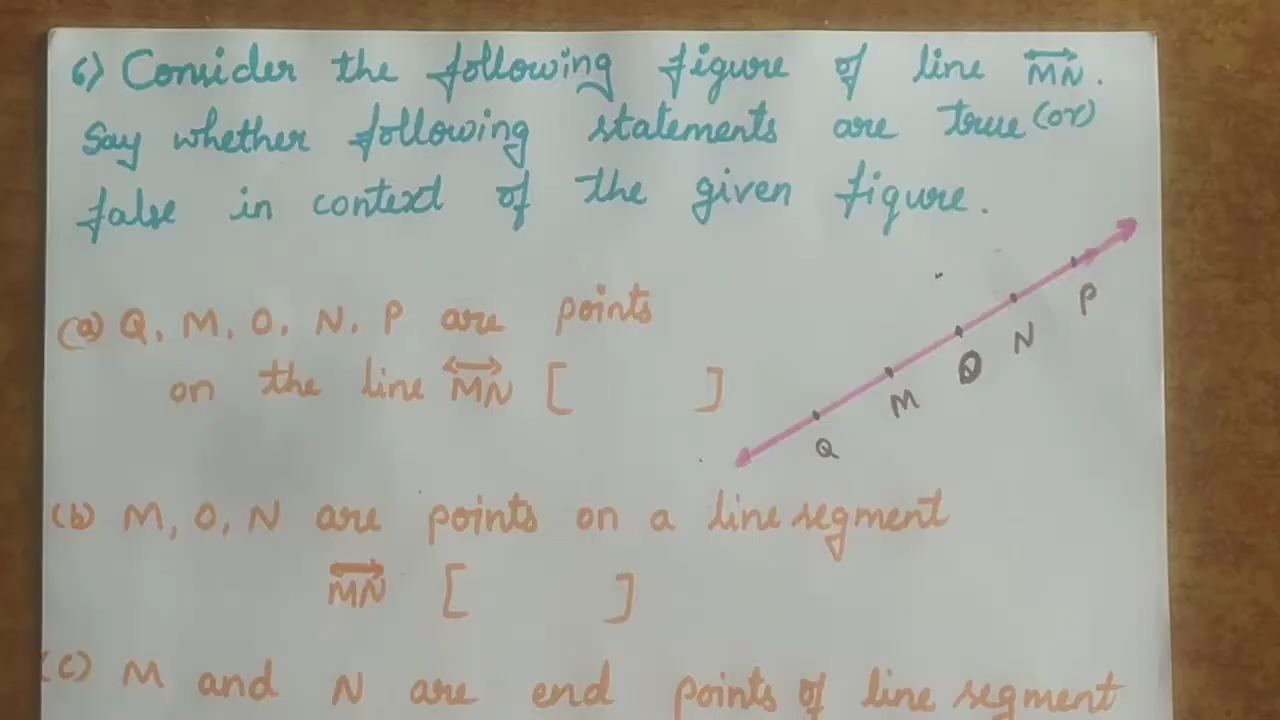 6) Consider the following figure of line MN.
Say whether following statements are true (or)
false in context of the given figure.
(a) Q, M, O, N, P are points
on the line MN [ ]
(b) M, O, N are points on a line segment
MN [ ]
(c) M and N are end points of line segment
P
N
O
M
Q